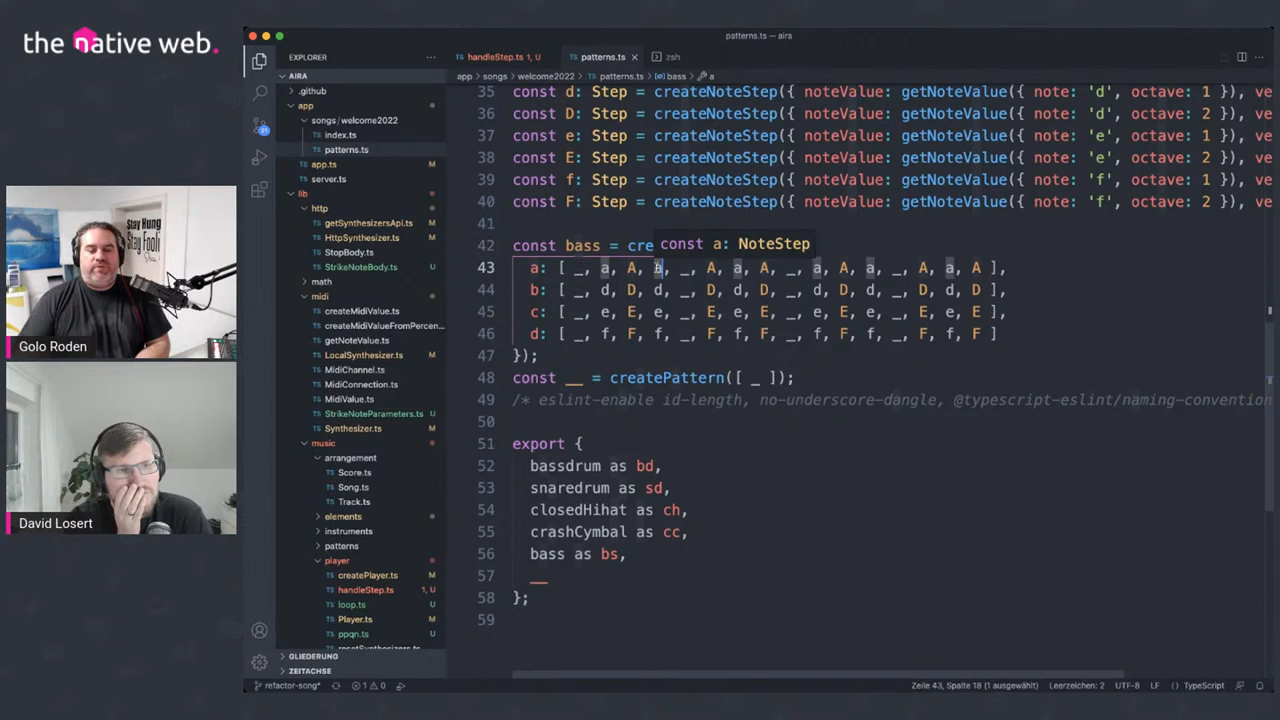 the native web.
Golo Roden
David Losert
patterns.ts — aira
EXPLORER
AIRA
.github
app
songs/welcome2022
index.ts
patterns.ts
app.ts M
server.ts
lib
http
getSynthesizersApi.ts
HttpSynthesizer.ts
StopBody.ts
StrikeNoteBody.ts U
math
midi
createMidiValue.ts
createMidiValueFromPercen...
getNoteValue.ts
LocalSynthesizer.ts M
MidiChannel.ts
MidiConnection.ts
MidiValue.ts
StrikeNoteParameters.ts U
Synthesizer.ts M
music
arrangement
Score.ts
Song.ts
Track.ts
elements
instruments
patterns
player
createPlayer.ts M
handleStep.ts 1, U
loop.ts U
Player.ts M
ppqn.ts U
resetSynthesizers.ts
GLIEDERUNG
ZEITACHSE
handleStep.ts 1, U
patterns.ts
zsh
app > songs > welcome2022 > patterns.ts > bass > a
35 const d: Step = createNoteStep({ noteValue: getNoteValue({ note: 'd', octave: 1 }), ve
36 const D: Step = createNoteStep({ noteValue: getNoteValue({ note: 'd', octave: 2 }), ve
37 const e: Step = createNoteStep({ noteValue: getNoteValue({ note: 'e', octave: 1 }), ve
38 const E: Step = createNoteStep({ noteValue: getNoteValue({ note: 'e', octave: 2 }), ve
39 const f: Step = createNoteStep({ noteValue: getNoteValue({ note: 'f', octave: 1 }), ve
40 const F: Step = createNoteStep({ noteValue: getNoteValue({ note: 'f', octave: 2 }), ve
41
42 const bass = cre
const a: NoteStep
43 a: [ _, a, A, a, _, A, a, A, _, a, A, a, _, A, a, A ],
44 b: [ _, d, D, d, _, D, d, D, _, d, D, d, _, D, d, D ],
45 c: [ _, e, E, e, _, E, e, E, _, e, E, e, _, E, e, E ],
46 d: [ _, f, F, f, _, F, f, F, _, f, F, f, _, F, f, F ]
47 });
48 const __ = createPattern([ _ ]);
49 /* eslint-enable id-length, no-underscore-dangle, @typescript-eslint/naming-convention
50
51 export {
52 bassdrum as bd,
53 snaredrum as sd,
54 closedHihat as ch,
55 crashCymbal as cc,
56 bass as bs,
57 __
58 };
59
refactor-song*
1 0
Zeile 43, Spalte 18 (1 ausgewählt)
Leerzeichen: 2
UTF-8
LF
TypeScript